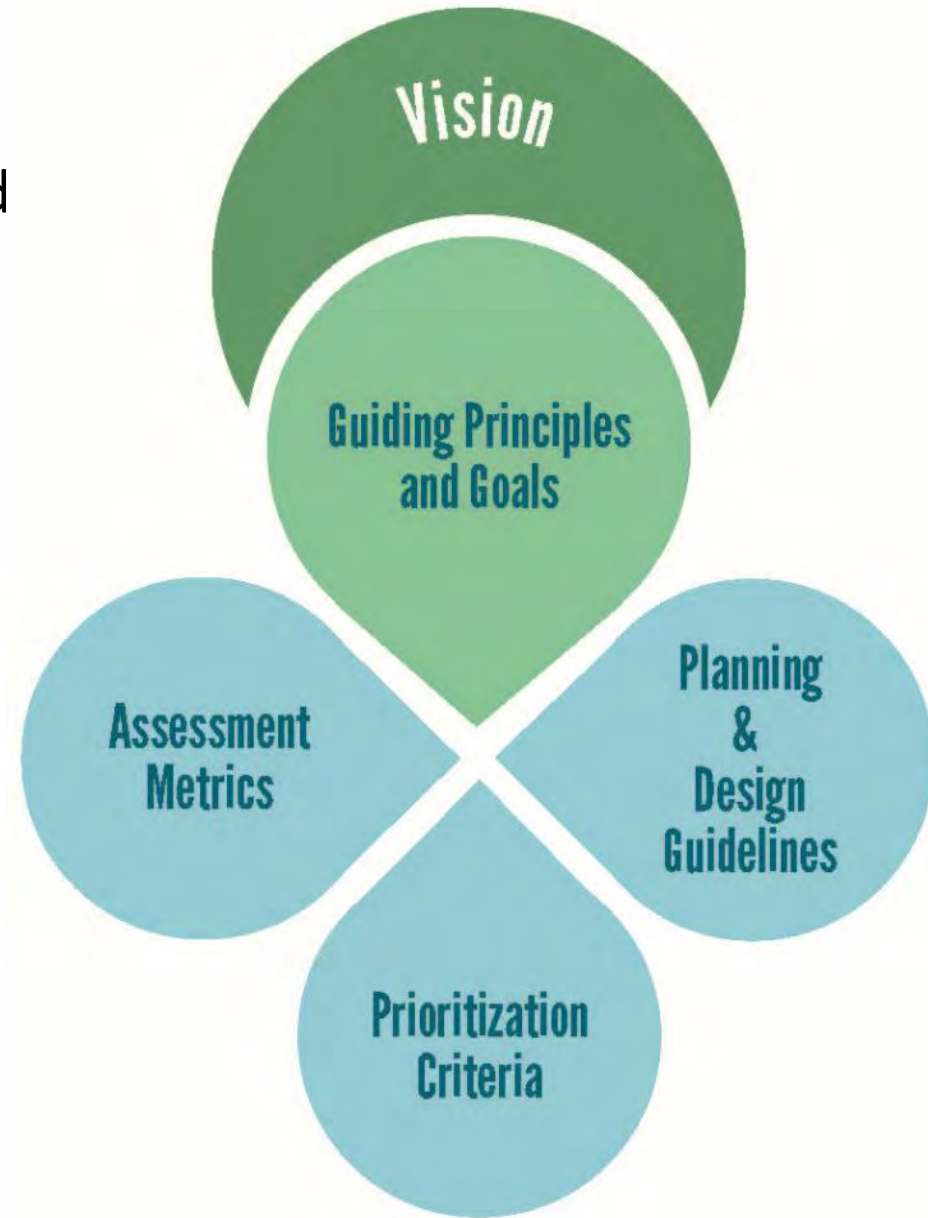 Vision
Guiding Principles
and Goals
Assessment
Metrics
Planning
&
Design
Guidelines
Prioritization
Criteria